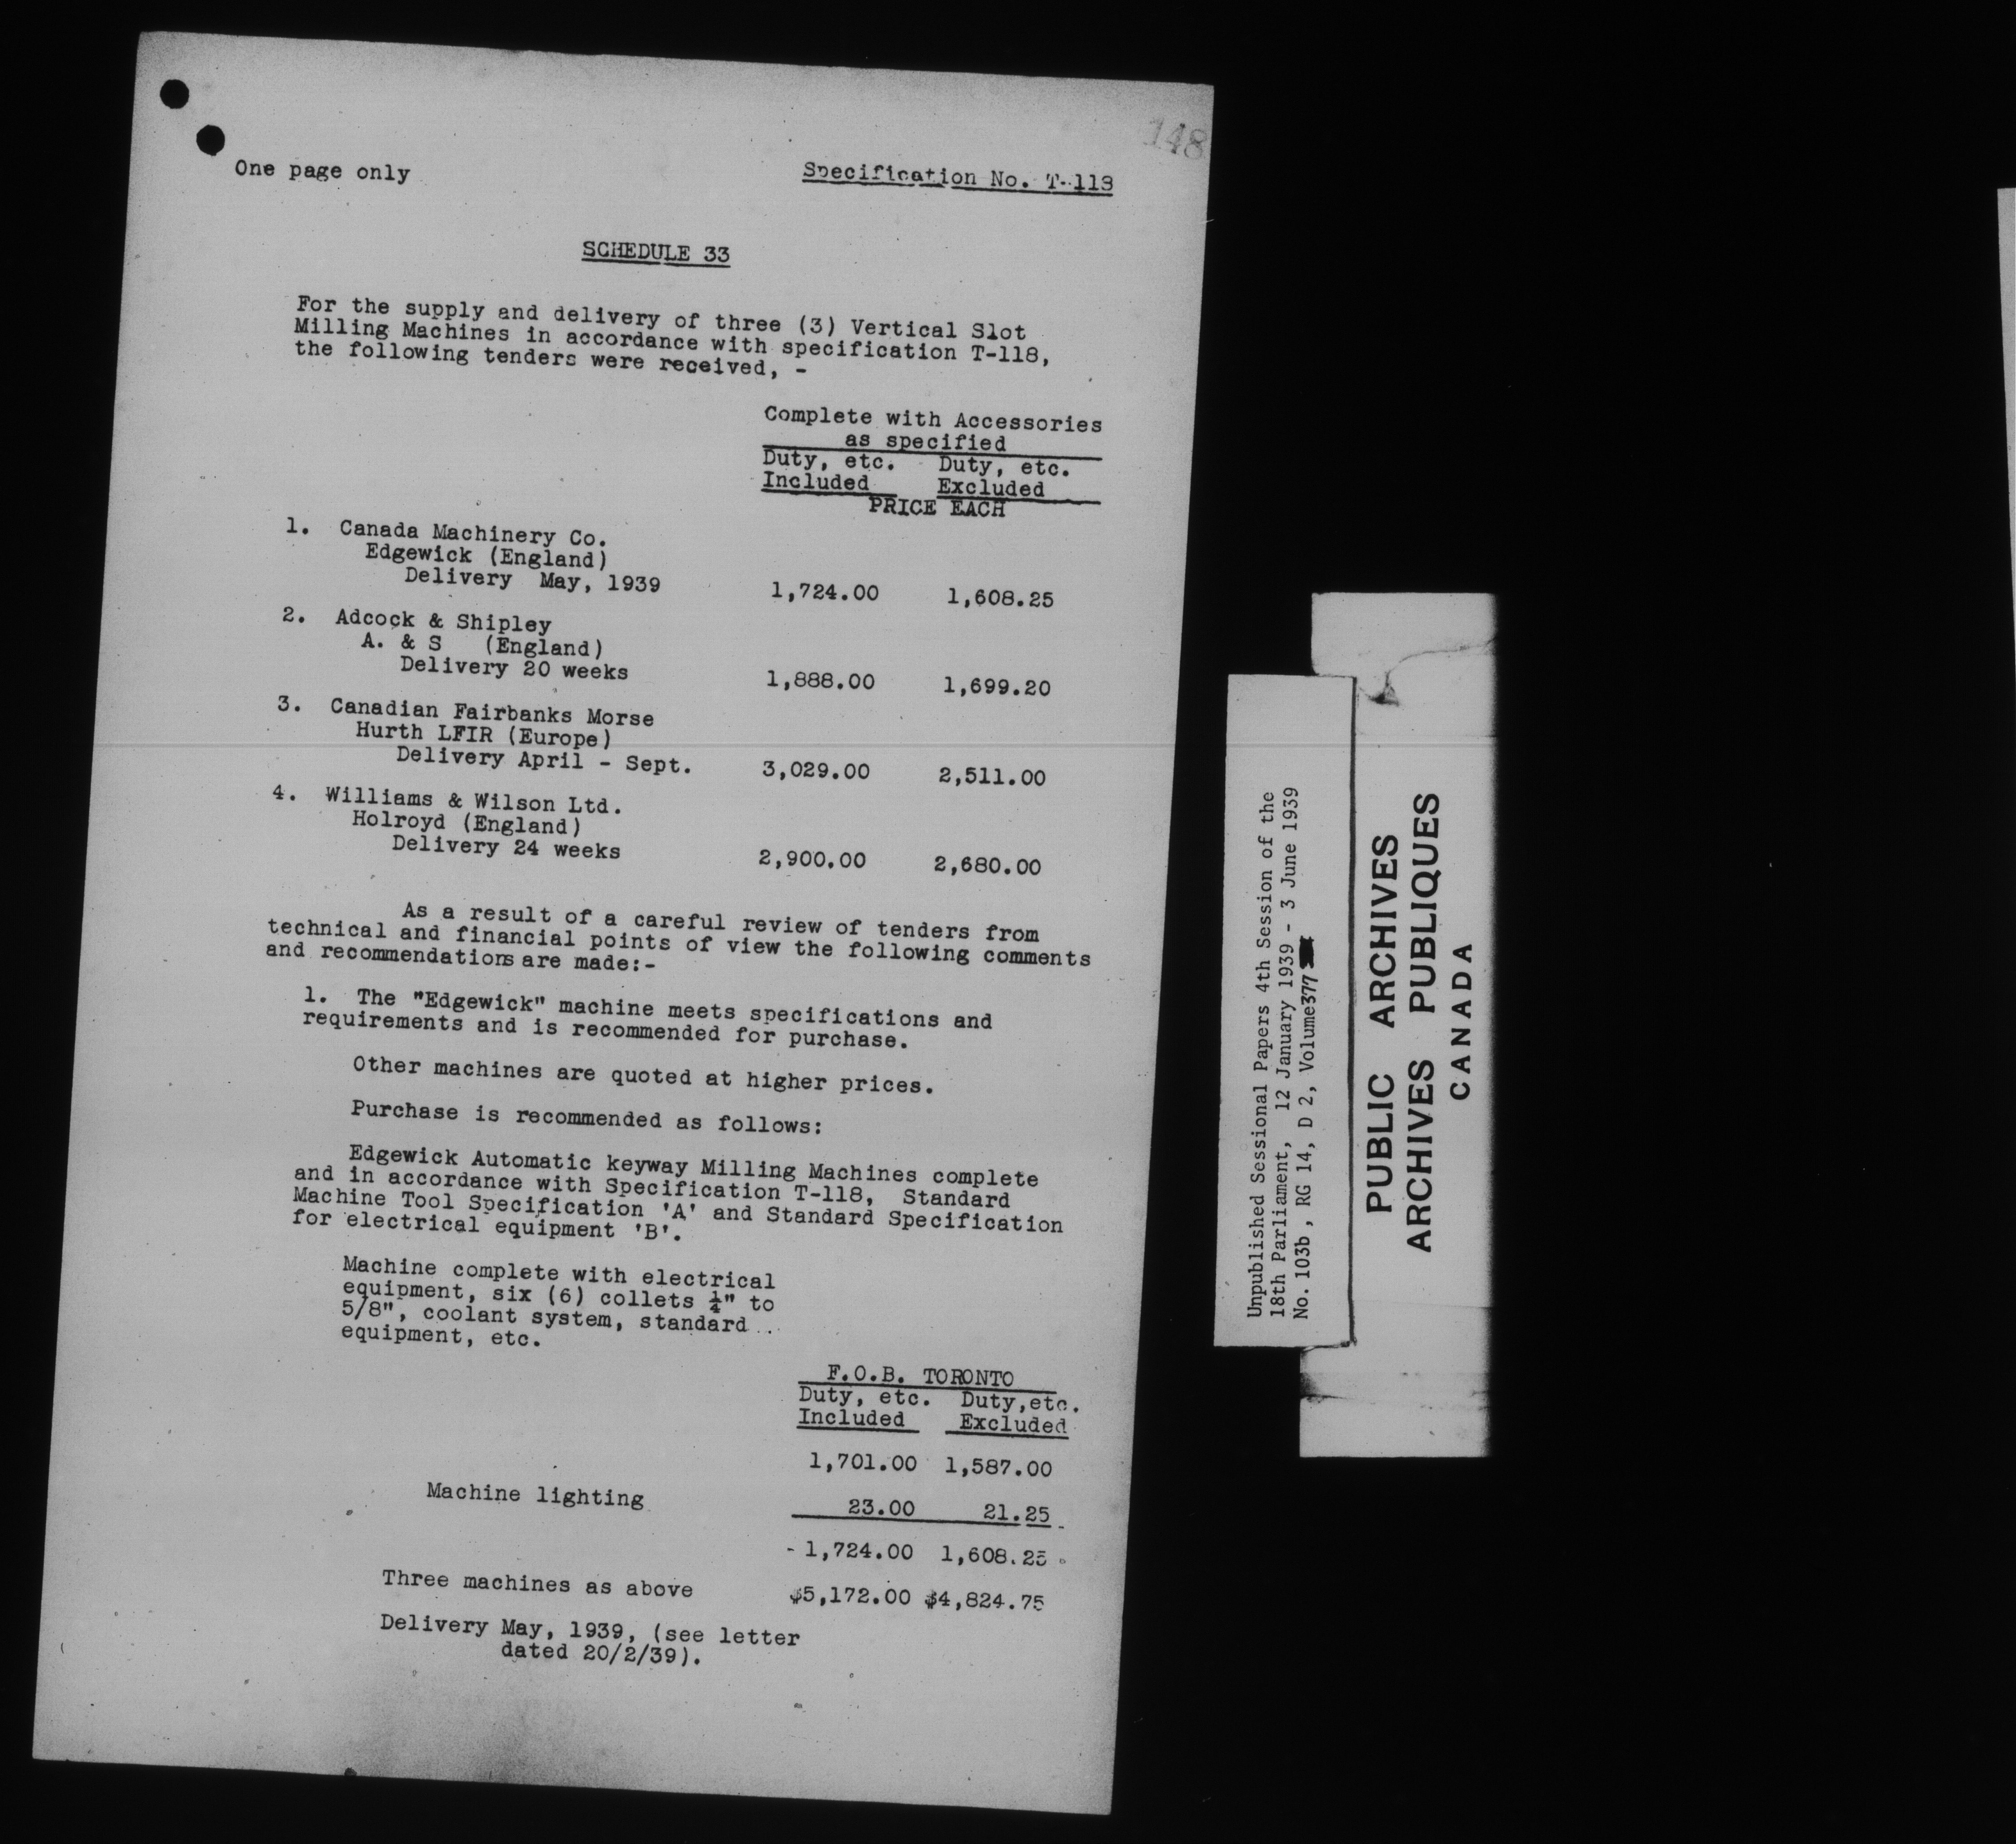 148
One page only Specification No. T-118
SCHEDULE 33
For the supply and delivery of three (3) Vertical Slot
Milling Machines in accordance with specification T-118,
the following tenders were received, -
Complete with Accessories
as specified
Duty, etc. Duty, etc.
Included Excluded
PRICE EACH
1. Canada Machinery Co.
Edgewick (England)
Delivery May, 1939 1,724.00 1,608.25
2. Adcock & Shipley
A. & S (England)
Delivery 20 weeks 1,888.00 1,699.20
3. Canadian Fairbanks Morse
Hurth LFIR (Europe)
Delivery April - Sept. 3,029.00 2,511.00
4. Williams & Wilson Ltd.
Holroyd (England)
Delivery 24 weeks 2,900.00 2,680.00
As a result of a careful review of tenders from
technical and financial points of view the following comments
and recommendations are made:-
1. The "Edgewick" machine meets specifications and
requirements and is recommended for purchase.
Other machines are quoted at higher prices.
Purchase is recommended as follows:
Edgewick Automatic keyway Milling Machines complete
and in accordance with Specification T-118, Standard
Machine Tool Specification 'A' and Standard Specification
for electrical equipment 'B'.
Machine complete with electrical
equipment, six (6) collets ¼" to
5/8", coolant system, standard
equipment, etc.
F.O.B. TORONTO
Duty, etc. Duty,etc.
Included Excluded
1,701.00 1,587.00
Machine lighting 23.00 21.25
1,724.00 1,608.25
Three machines as above $5,172.00 $4,824.75
Delivery May, 1939, (see letter
dated 20/2/39).
Unpublished Sessional Papers 4th Session of the
18th Parliament, 12 January 1939 - 3 June 1939
No. 103b, RG 14, D 2, Volume 377
PUBLIC ARCHIVES
ARCHIVES PUBLIQUES
CANADA